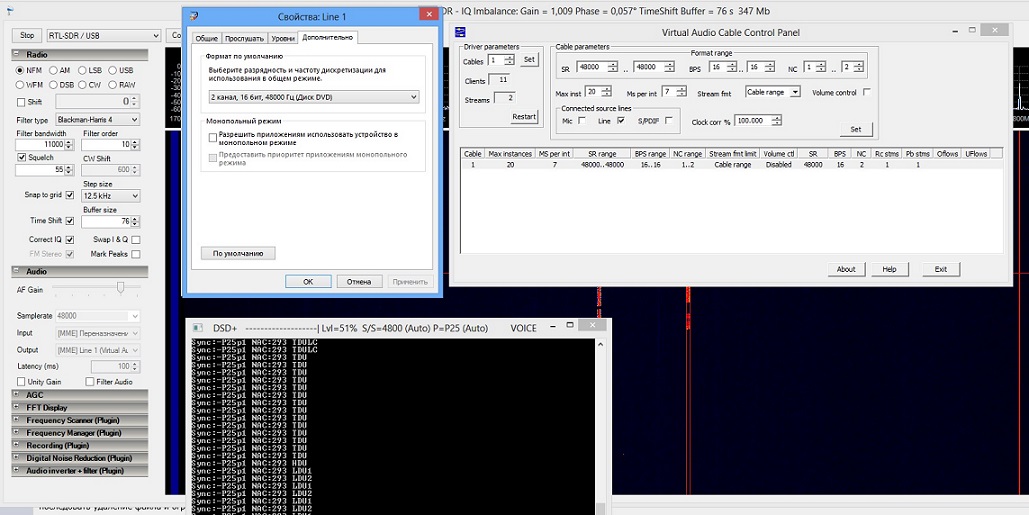 SDR - IQ Imbalance: Gain = 1,009 Phase = 0,057° TimeShift Buffer = 76 s 347 Mb
Stop
RTL-SDR / USB
Co
Radio
NFM AM LSB USB
WFM DSB CW RAW
Shift 0
Filter type Blackman-Harris 4
Filter bandwidth Filter order
11000 10
Squelch CW Shift
55 600
Step size
Snap to grid 12.5 kHz
Buffer size
Time Shift 76
Correct IQ Swap I & Q
FM Stereo Mark Peaks
Audio
AF Gain
Samplerate 48000
Input [MME] Переназначени
Output [MME] Line 1 (Virtual Au
Latency (ms) 100
Unity Gain Filter Audio
AGC
FFT Display
Frequency Scanner (Plugin)
Frequency Manager (Plugin)
Recording (Plugin)
Digital Noise Reduction (Plugin)
Audio inverter + filter (Plugin)
Свойства: Line 1
Общие Прослушать Уровни Дополнительно
Формат по умолчанию
Выберите разрядность и частоту дискретизации для
использования в общем режиме.
2 канал, 16 бит, 48000 Гц (Диск DVD)
Монопольный режим
Разрешить приложениям использовать устройство в
монопольном режиме
Предоставить приоритет приложениям монопольного
режима
По умолчанию
OK Отмена Применить
Virtual Audio Cable Control Panel
Driver parameters
Cables 1 Set
Clients 11
Streams 2
Restart
Cable parameters
Format range
SR 48000 .. 48000 BPS 16 .. 16 NC 1 .. 2
Max inst 20 Ms per int 7 Stream fmt Cable range Volume control
Connected source lines
Mic Line S/PDIF
Clock corr % 100.000
Set
Cable Max instances MS per int SR range BPS range NC range Stream fmt limit Volume ctl SR BPS NC Rc stms Pb stms Oflows UFlows
1 20 7 48000..48000 16..16 1..2 Cable range Disabled 48000 16 2 1 1
About Help Exit
DSD+ --------------------| Lvl=51% S/S=4800 (Auto) P=P25 (Auto) VOICE
Sync:-P25p1 NAC:293 TDULC
Sync:-P25p1 NAC:293 TDULC
Sync:-P25p1 NAC:293 TDU
Sync:-P25p1 NAC:293 TDU
Sync:-P25p1 NAC:293 TDU
Sync:-P25p1 NAC:293 TDU
Sync:-P25p1 NAC:293 TDU
Sync:-P25p1 NAC:293 TDU
Sync:-P25p1 NAC:293 TDU
Sync:-P25p1 NAC:293 TDU
Sync:-P25p1 NAC:293 TDU
Sync:-P25p1 NAC:293 TDU
Sync:-P25p1 NAC:293 TDU
Sync:-P25p1 NAC:293 TDU
Sync:-P25p1 NAC:293 TDU
Sync:-P25p1 NAC:293 TDU
Sync:-P25p1 NAC:293 HDU
Sync:-P25p1 NAC:293 LDU1
Sync:-P25p1 NAC:293 LDU2
Sync:-P25p1 NAC:293 LDU1
Sync:-P25p1 NAC:293 LDU2
Sync:-P25p1 NAC:293 LDU1
Sync:-P25p1 NAC:293 LDU2